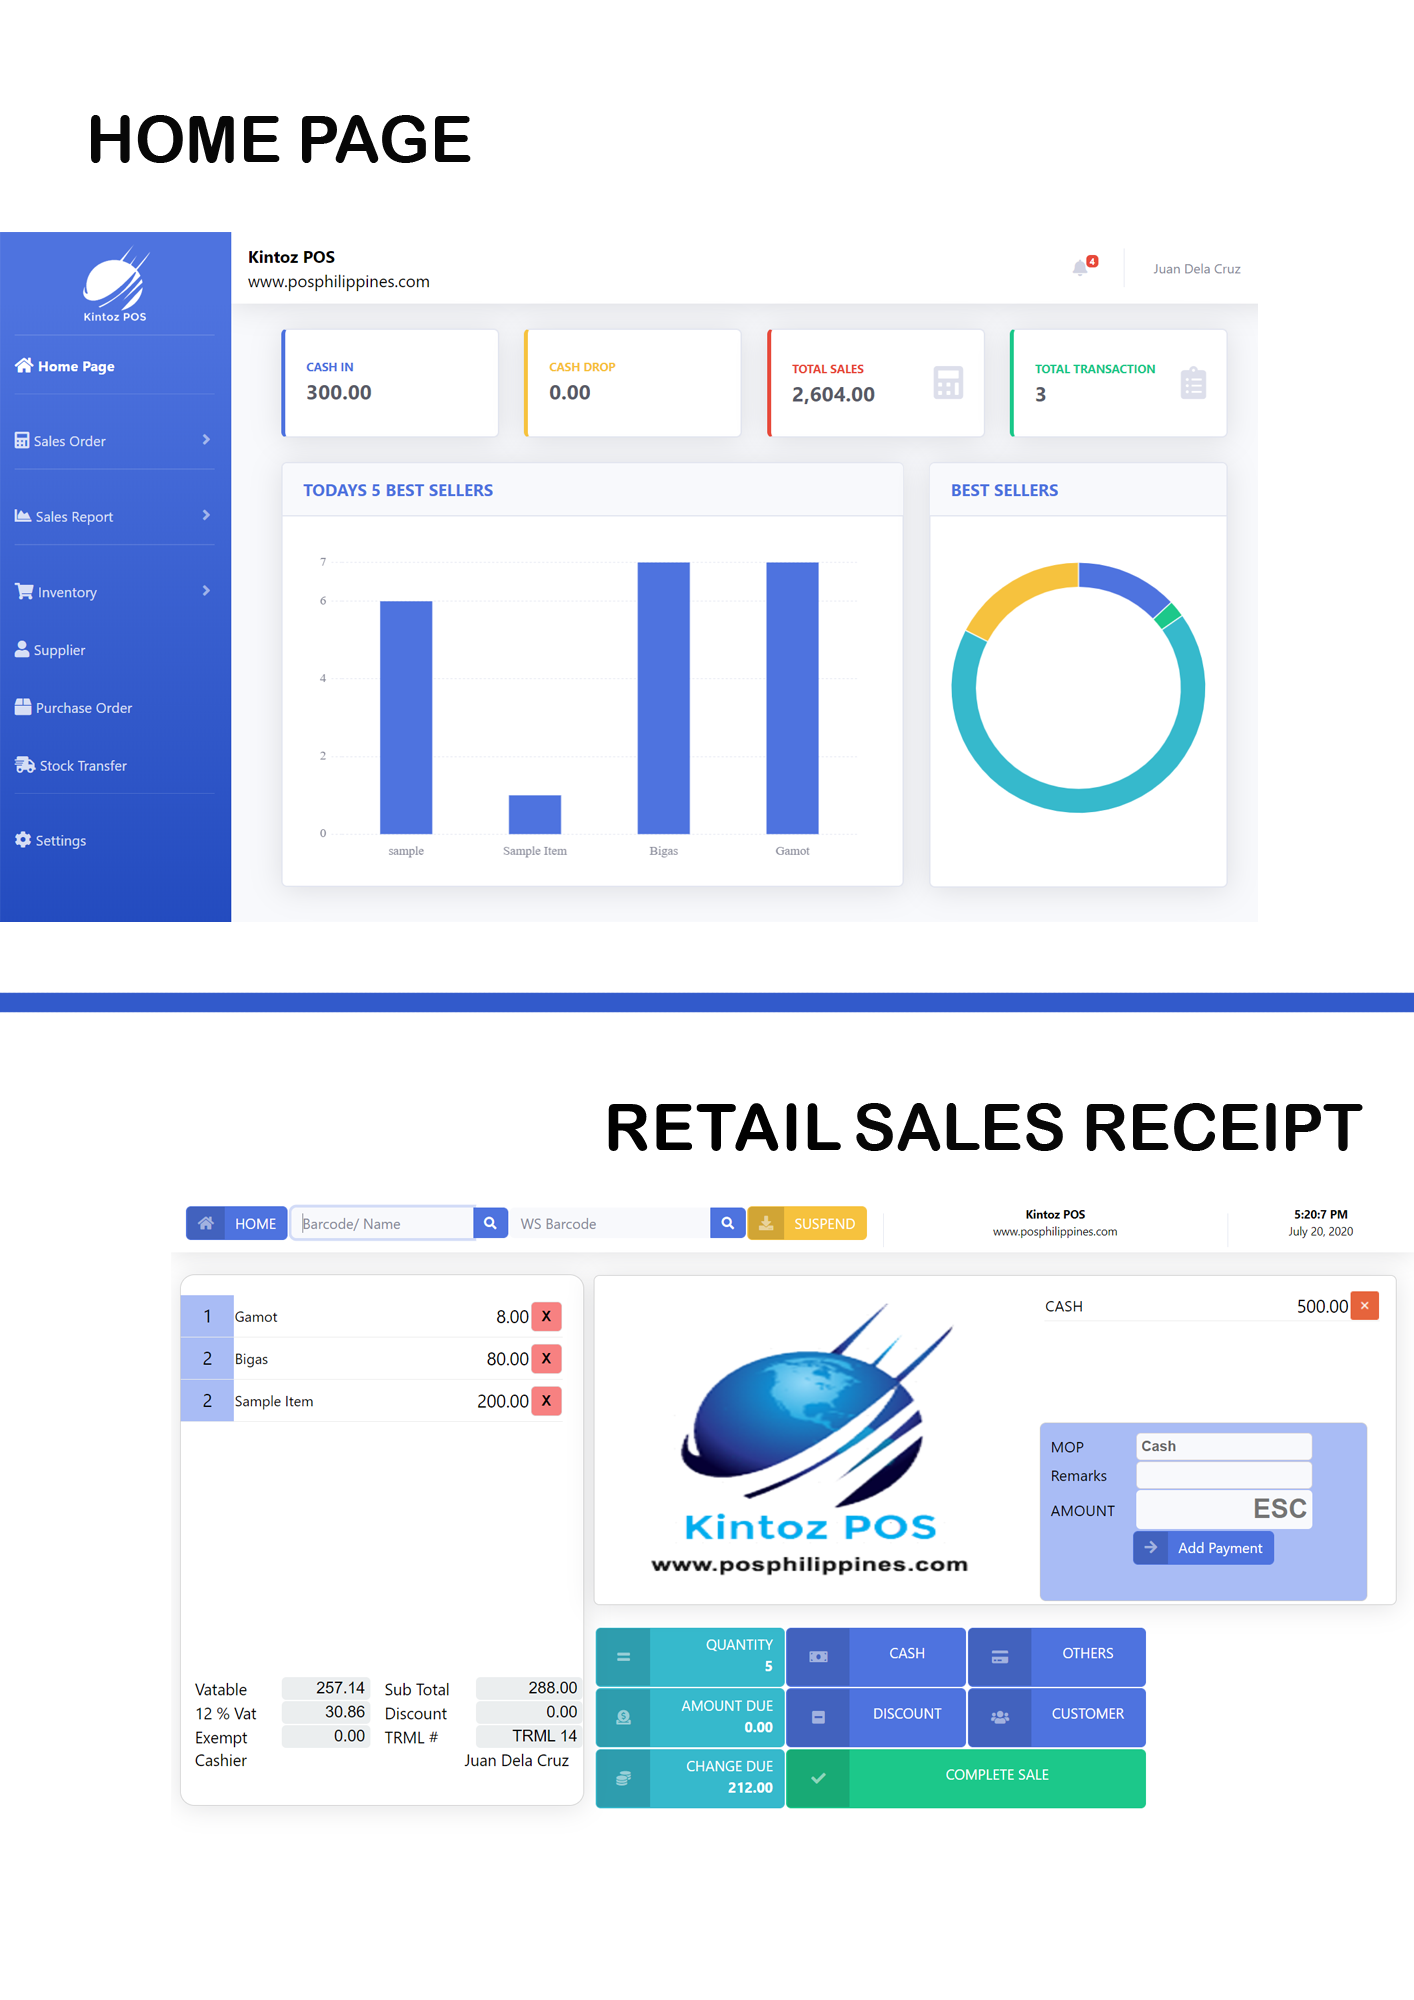 HOME PAGE
Kintoz POS
Kintoz POS
www.posphilippines.com
4
Juan Dela Cruz
Home Page
Sales Order
Sales Report
Inventory
Supplier
Purchase Order
Stock Transfer
Settings
CASH IN
300.00
CASH DROP
0.00
TOTAL SALES
2,604.00
TOTAL TRANSACTION
3
TODAYS 5 BEST SELLERS
7
6
4
2
0
sample
Sample Item
Bigas
Gamot
BEST SELLERS
RETAIL SALES RECEIPT
HOME
Barcode/ Name
WS Barcode
SUSPEND
Kintoz POS
www.posphilippines.com
5:20:7 PM
July 20, 2020
1 Gamot 8.00 X
2 Bigas 80.00 X
2 Sample Item 200.00 X
Vatable 257.14 Sub Total 288.00
12 % Vat 30.86 Discount 0.00
Exempt 0.00 TRML # TRML 14
Cashier Juan Dela Cruz
Kintoz POS
www.posphilippines.com
CASH 500.00 ×
MOP Cash
Remarks
AMOUNT ESC
Add Payment
QUANTITY
5
CASH
OTHERS
AMOUNT DUE
0.00
DISCOUNT
CUSTOMER
CHANGE DUE
212.00
COMPLETE SALE